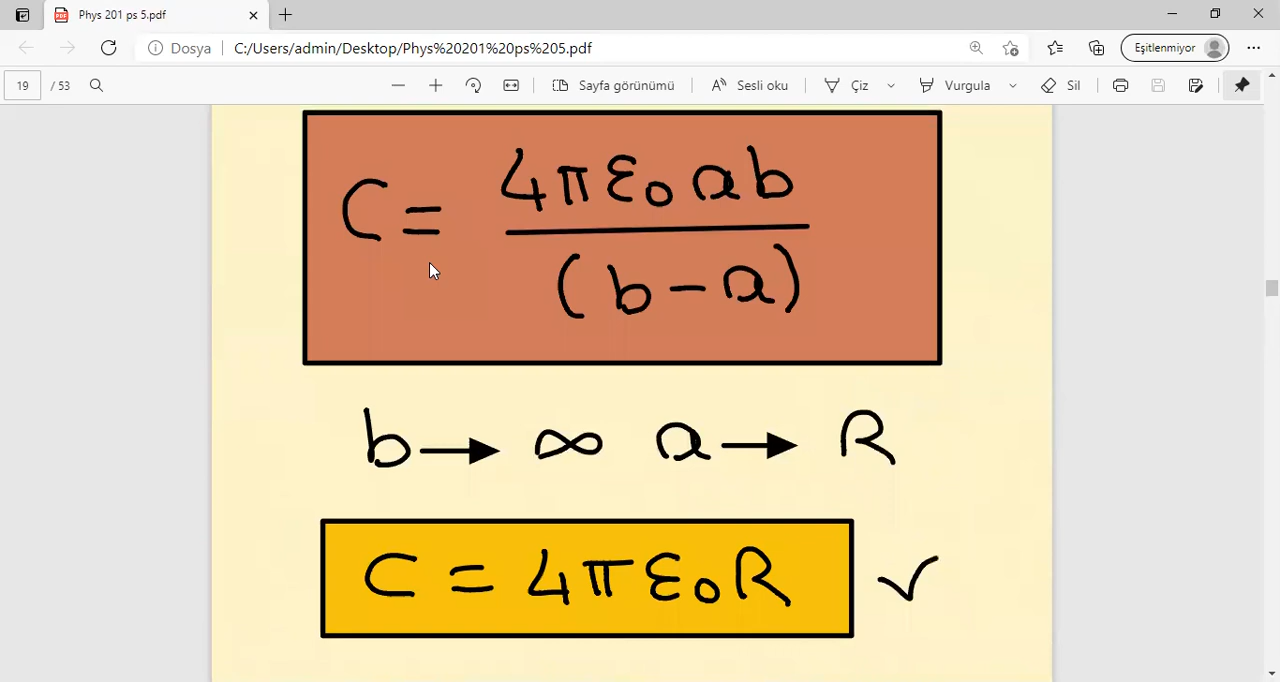 Phys 201 ps 5.pdf
Dosya C:/Users/admin/Desktop/Phys%20201%20ps%205.pdf Eşitlenmiyor
19 / 53 Sayfa görünümü Sesli oku Çiz Vurgula Sil
C = 4πε₀ab / (b - a)
b → ∞ a → R
C = 4πε₀R ✓